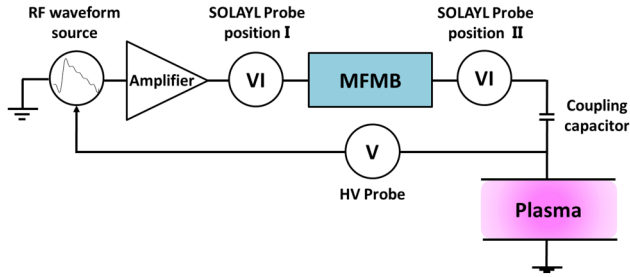 RF waveform
source
SOLAYL Probe
position I
SOLAYL Probe
position II
Amplifier
VI
MFMB
VI
Coupling
capacitor
V
HV Probe
Plasma